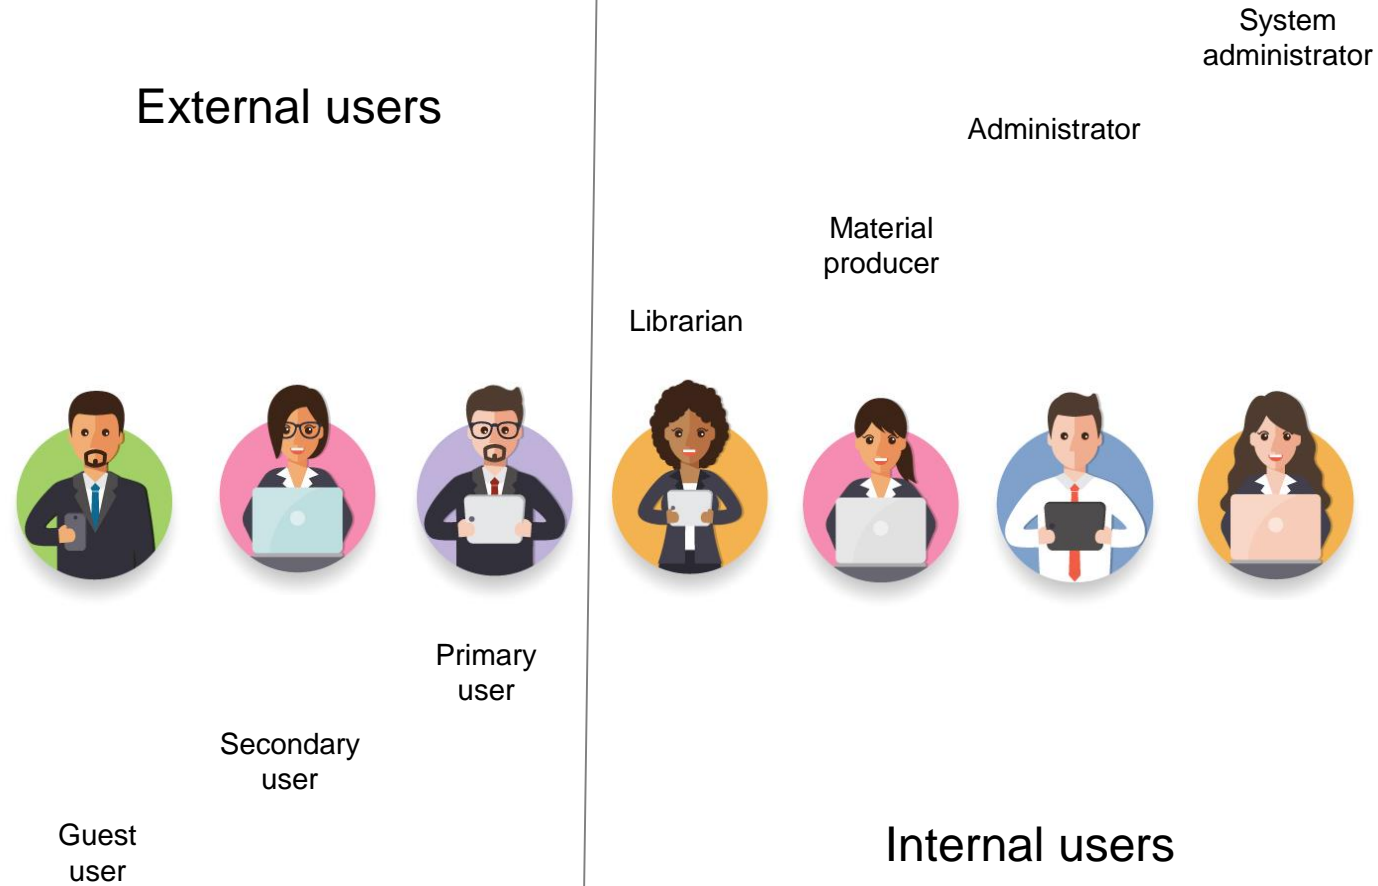 System
administrator
External users
Administrator
Material
producer
Librarian
Primary
user
Secondary
user
Guest
user
Internal users